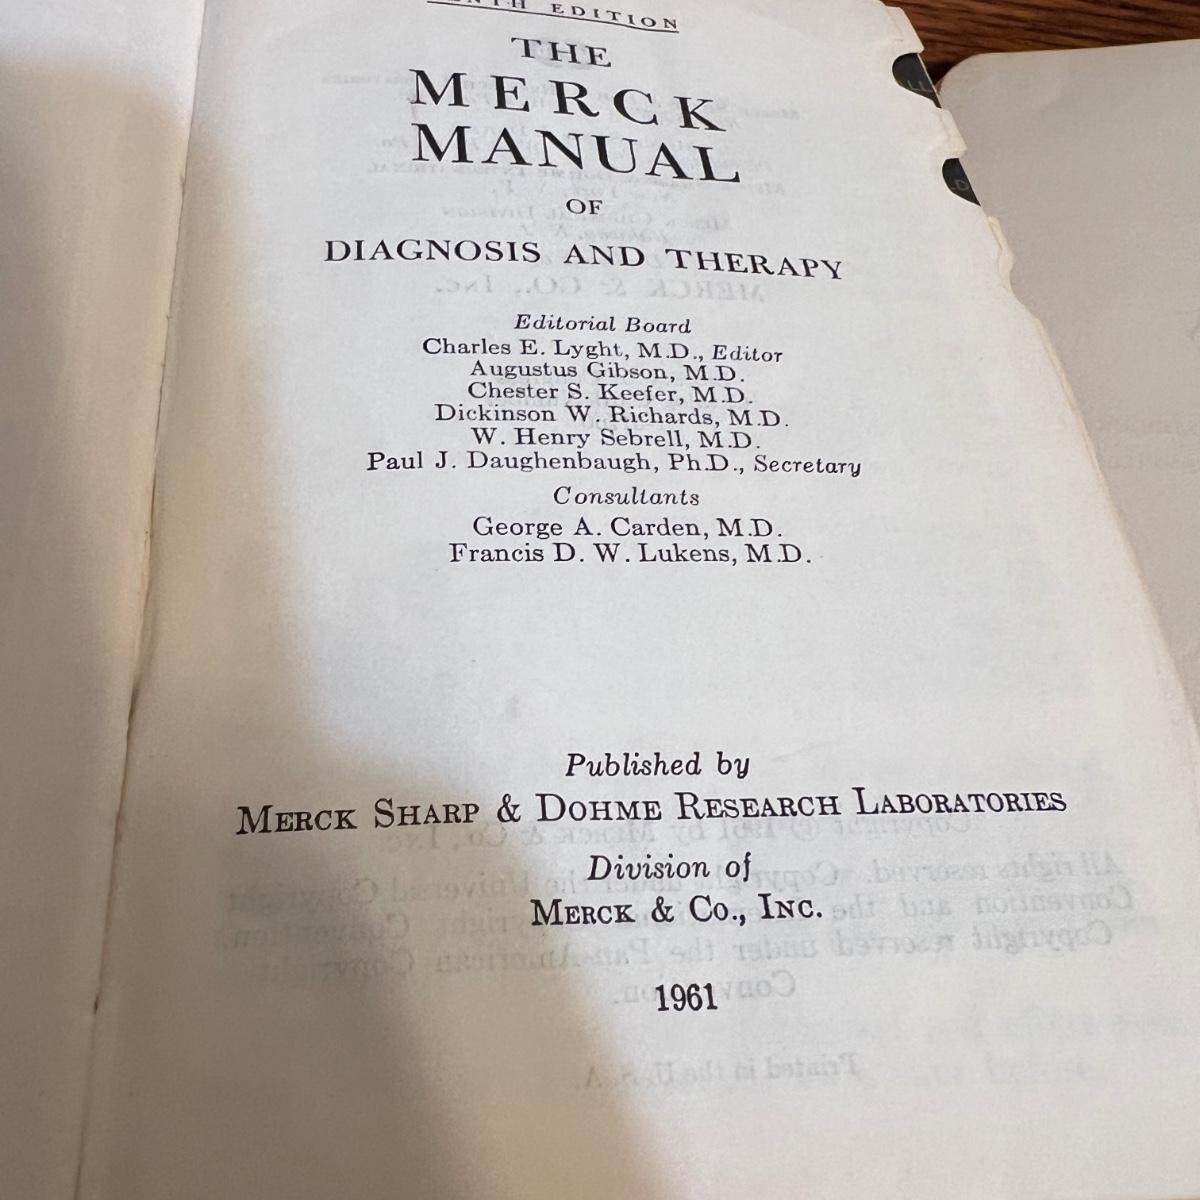 EDITION
THE
MERCK
MANUAL
OF
DIAGNOSIS AND THERAPY
Editorial Board
Charles E. Lyght, M.D., Editor
Augustus Gibson, M.D.
Chester S. Keefer, M.D.
Dickinson W. Richards, M.D.
W. Henry Sebrell, M.D.
Paul J. Daughenbaugh, Ph.D., Secretary
Consultants
George A. Carden, M.D.
Francis D. W. Lukens, M.D.
Published by
MERCK SHARP & DOHME RESEARCH LABORATORIES
Division of
MERCK & CO., INC.
1961